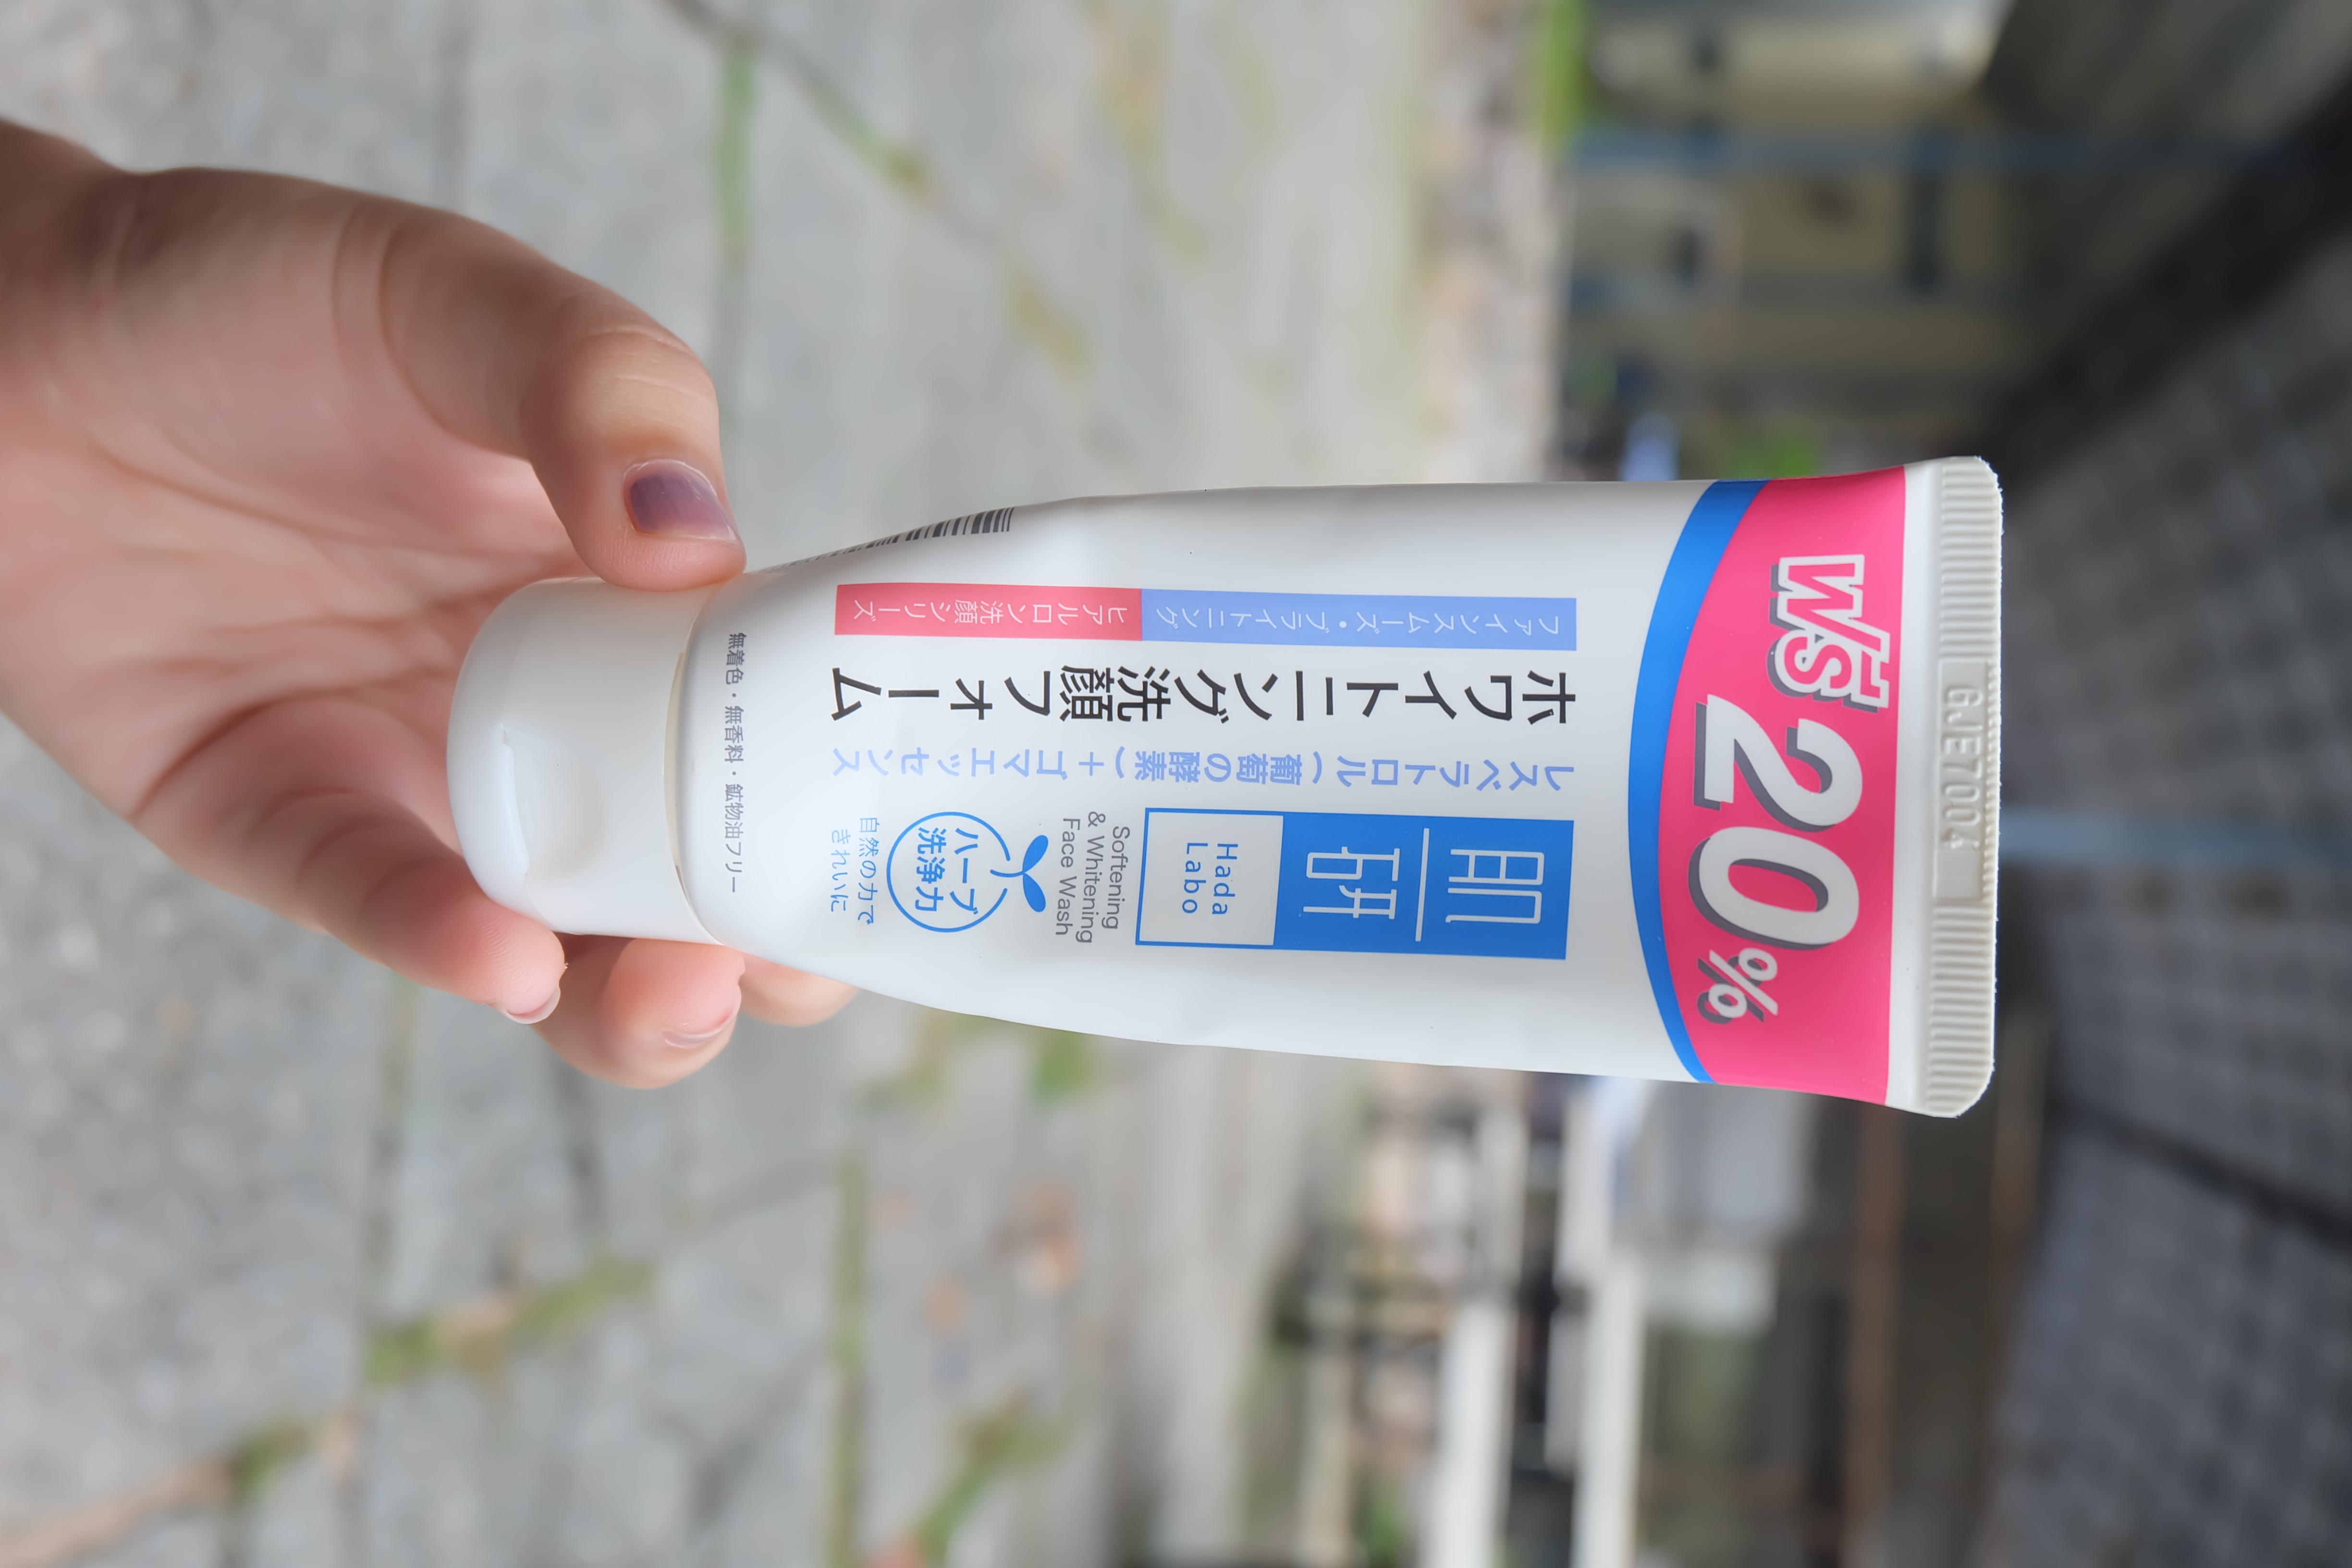 GJE7004
ฟรี 20%
肌研
Hada
Labo
Softening
& Whitening
Face Wash
ハーブ
洗浄力
自然の力で
きれいに
レスベラトロル(葡萄の酵素)+ゴマエッセンス
ホワイトニング洗顔フォーム
ファインスムーズ・ブライトニング
ヒアルロン洗顔シリーズ
無着色・無香料・鉱物油フリー